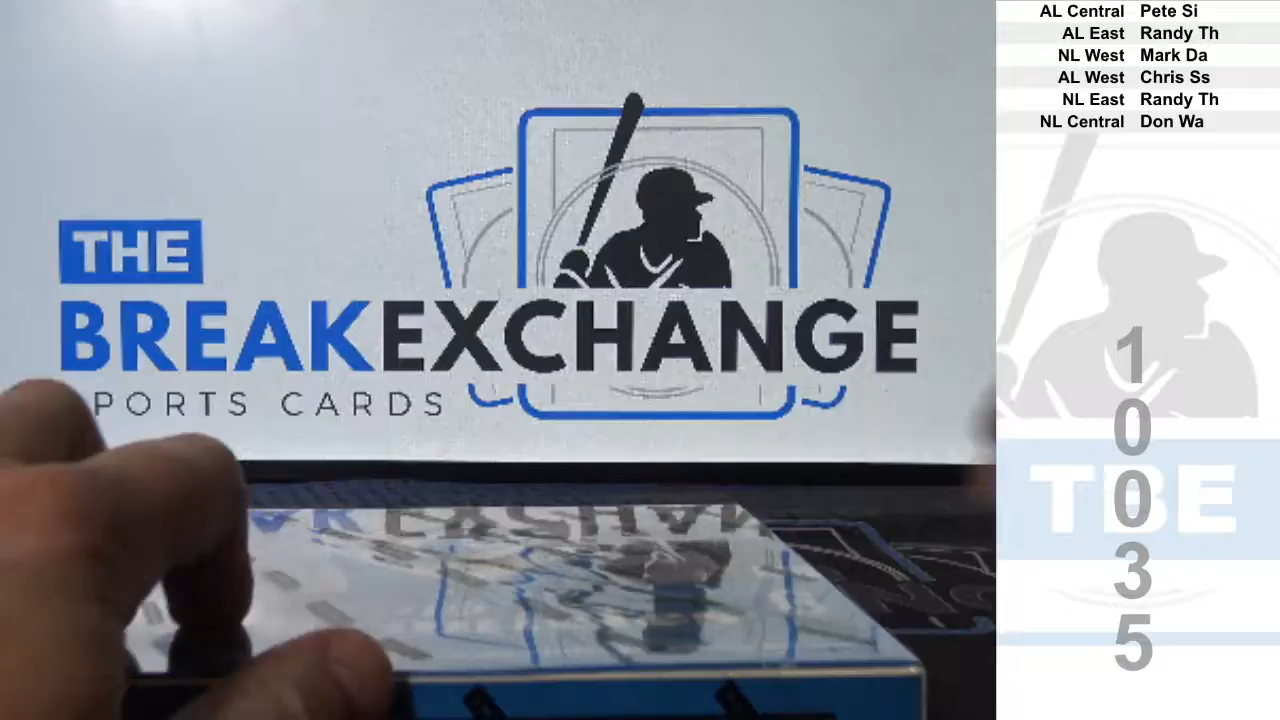 THE
BREAKEXCHANGE
PORTS CARDS
AL Central Pete Si
AL East Randy Th
NL West Mark Da
AL West Chris Ss
NL East Randy Th
NL Central Don Wa
TBE
1
0
0
3
5